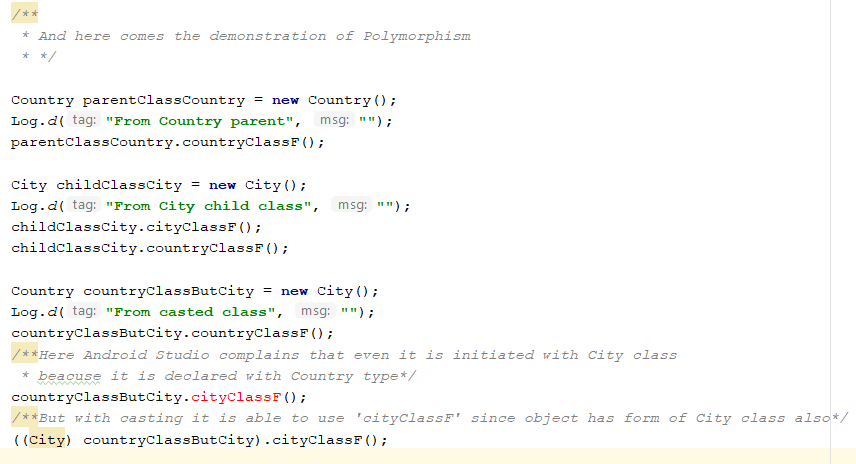 /**
* And here comes the demonstration of Polymorphism
* */
Country parentClassCountry = new Country();
Log.d( tag: "From Country parent", msg: "");
parentClassCountry.countryClassF();
City childClassCity = new City();
Log.d( tag: "From City child class", msg: "");
childClassCity.cityClassF();
childClassCity.countryClassF();
Country countryClassButCity = new City();
Log.d( tag: "From casted class", msg: "");
countryClassButCity.countryClassF();
/**Here Android Studio complains that even it is initiated with City class
* beacuse it is declared with Country type*/
countryClassButCity.cityClassF();
/**But with casting it is able to use 'cityClassF' since object has form of City class also*/
((City) countryClassButCity).cityClassF();